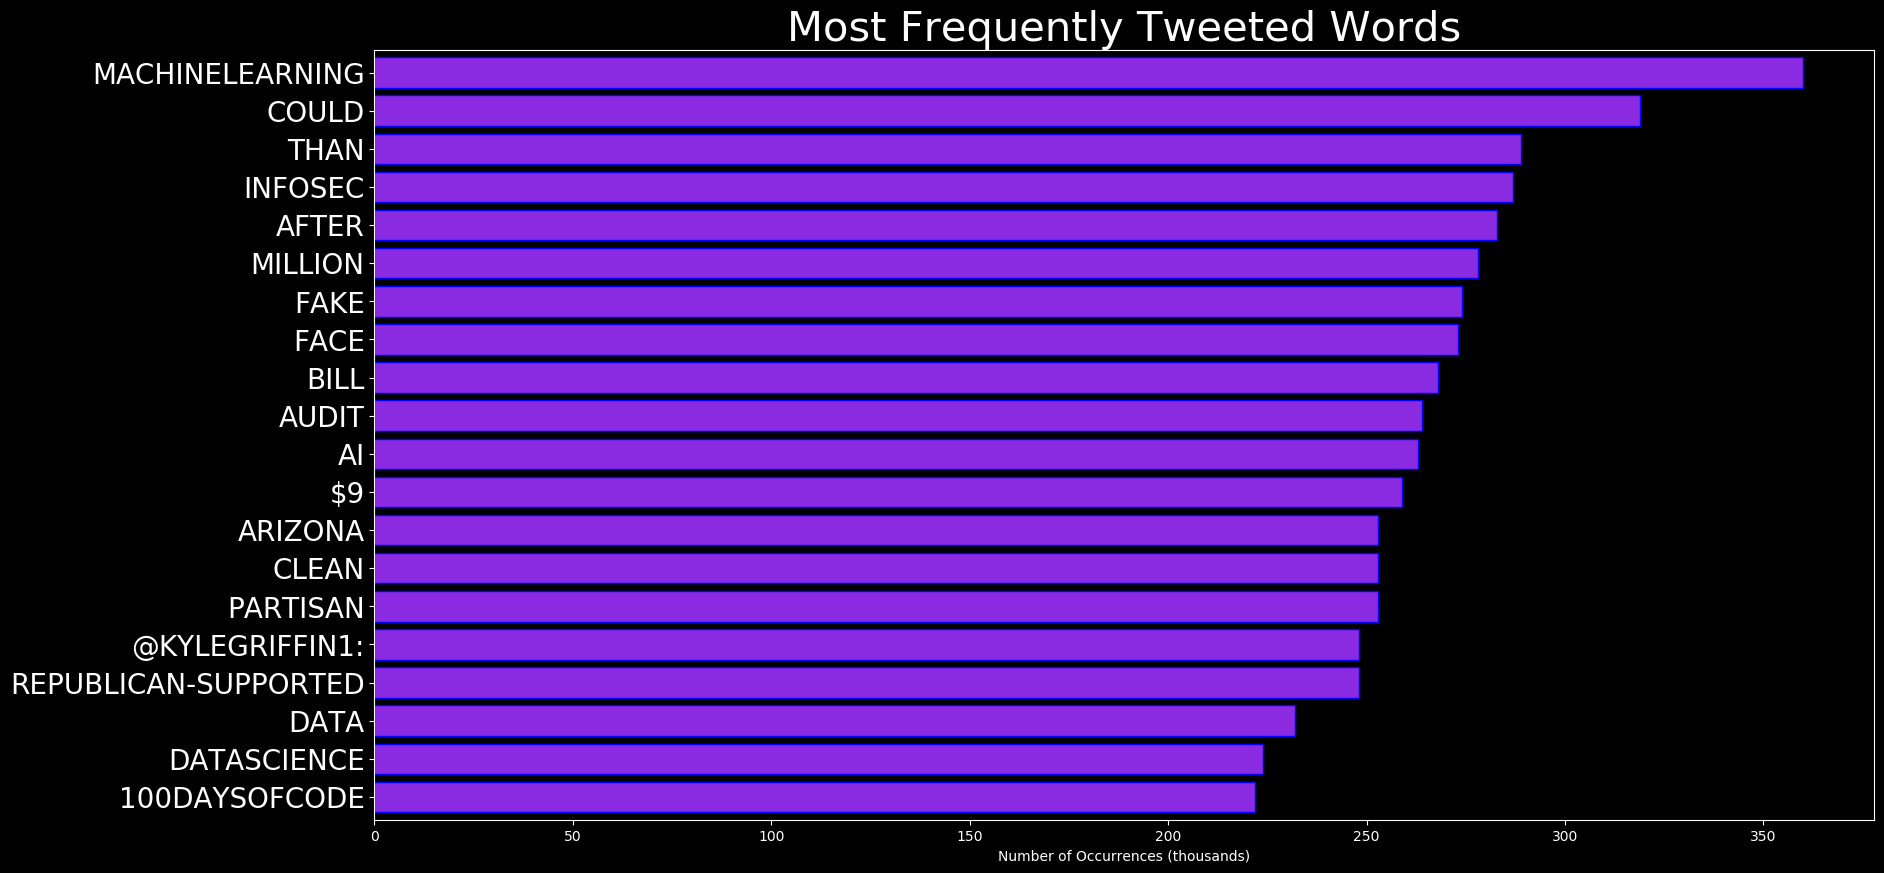 Most Frequently Tweeted Words
MACHINELEARNING
COULD
THAN
INFOSEC
AFTER
MILLION
FAKE
FACE
BILL
AUDIT
AI
$9
ARIZONA
CLEAN
PARTISAN
@KYLEGRIFFIN1:
REPUBLICAN-SUPPORTED
DATA
DATASCIENCE
100DAYSOFCODE
0 50 100 150 200 250 300 350
Number of Occurrences (thousands)